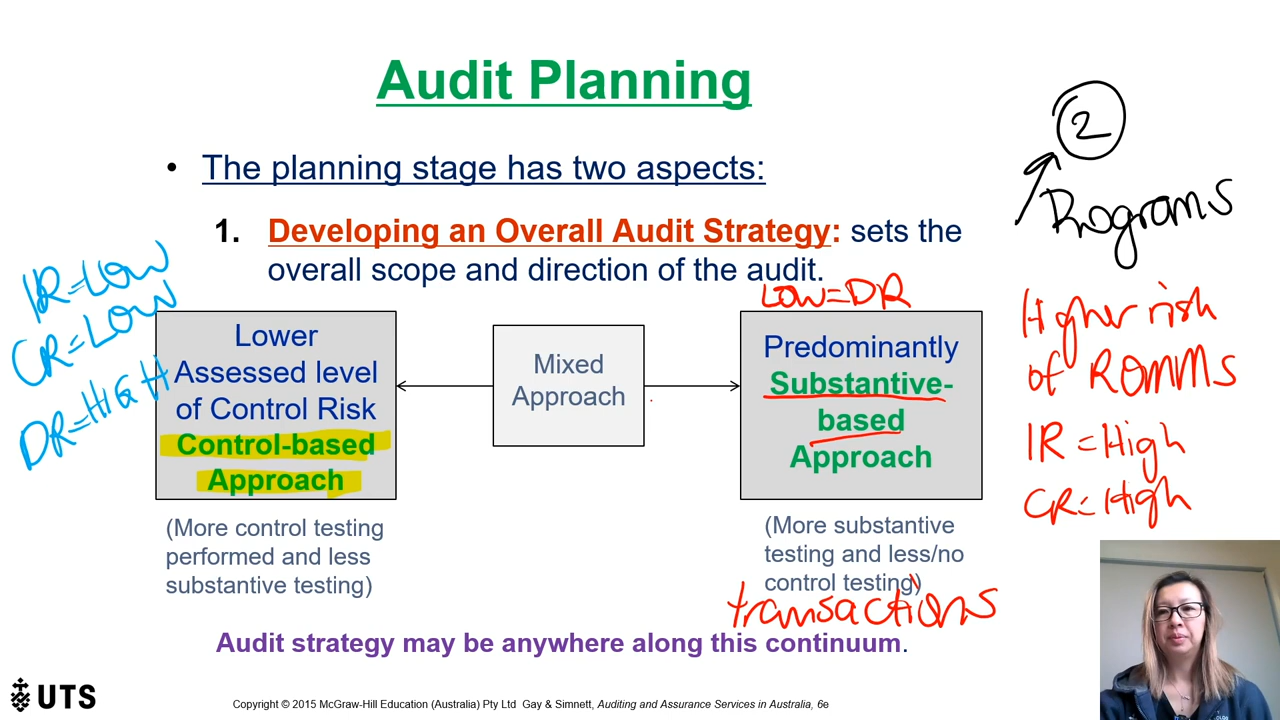 Audit Planning
2
Programs
• The planning stage has two aspects:
1. Developing an Overall Audit Strategy: sets the
overall scope and direction of the audit.
IR=LOW
CR=LOW
DR=HIGH
Lower
Assessed level
of Control Risk
Control-based
Approach
(More control testing
performed and less
substantive testing)
Mixed
Approach
LOW=DR
Predominantly
Substantive-
based
Approach
(More substantive
testing and less/no
control testing)
transactions
Higher risk
of ROMMS
IR=High
CR=High
Audit strategy may be anywhere along this continuum.
UTS
Copyright © 2015 McGraw-Hill Education (Australia) Pty Ltd Gay & Simnett, Auditing and Assurance Services in Australia, 6e